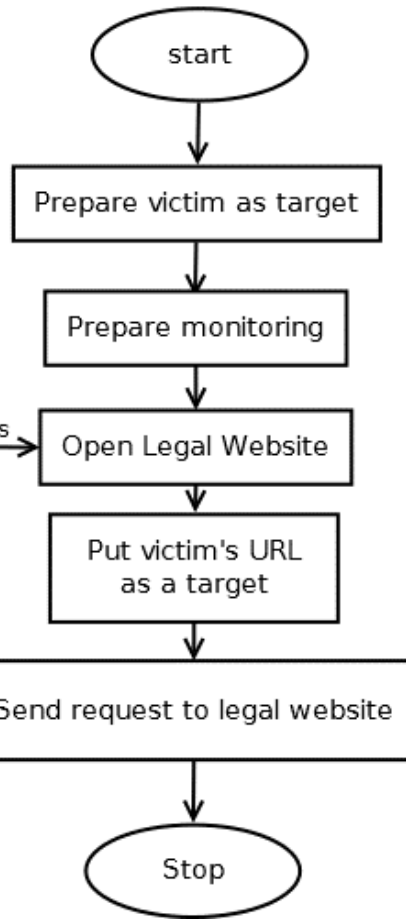 start
Prepare victim as target
Prepare monitoring
Open Legal Website
Put victim's URL
as a target
Send request to legal website
Stop